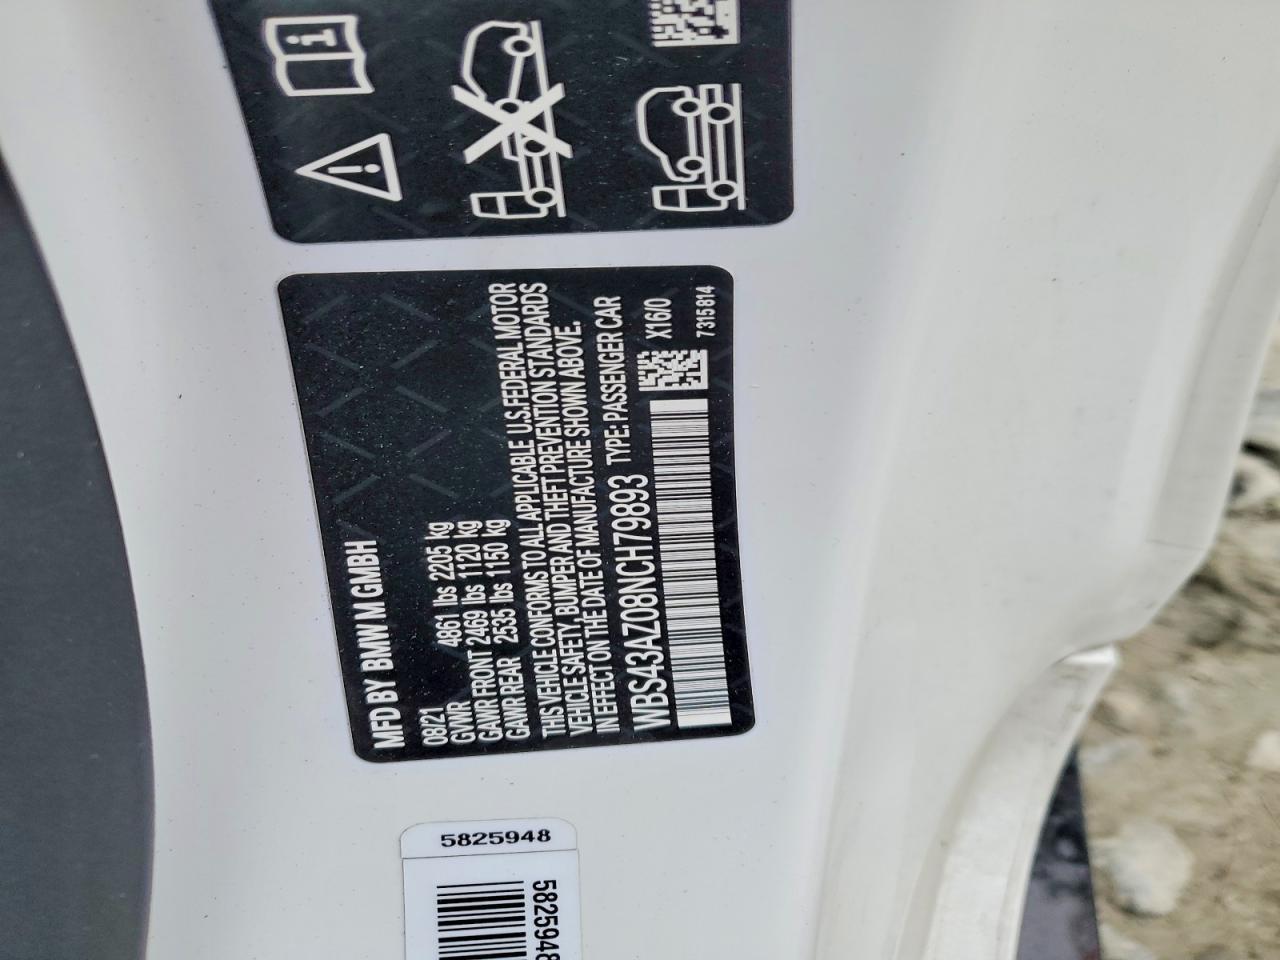 MFD BY BMW M GMBH
08/21
GVWR 4861 lbs 2205 kg
GAWR FRONT 2469 lbs 1120 kg
GAWR REAR 2535 lbs 1150 kg
THIS VEHICLE CONFORMS TO ALL APPLICABLE U.S. FEDERAL MOTOR
VEHICLE SAFETY, BUMPER AND THEFT PREVENTION STANDARDS
IN EFFECT ON THE DATE OF MANUFACTURE SHOWN ABOVE.
WBS43AZ08NCH79893 TYPE: PASSENGER CAR
X16/0
7315814
5825948
5825948